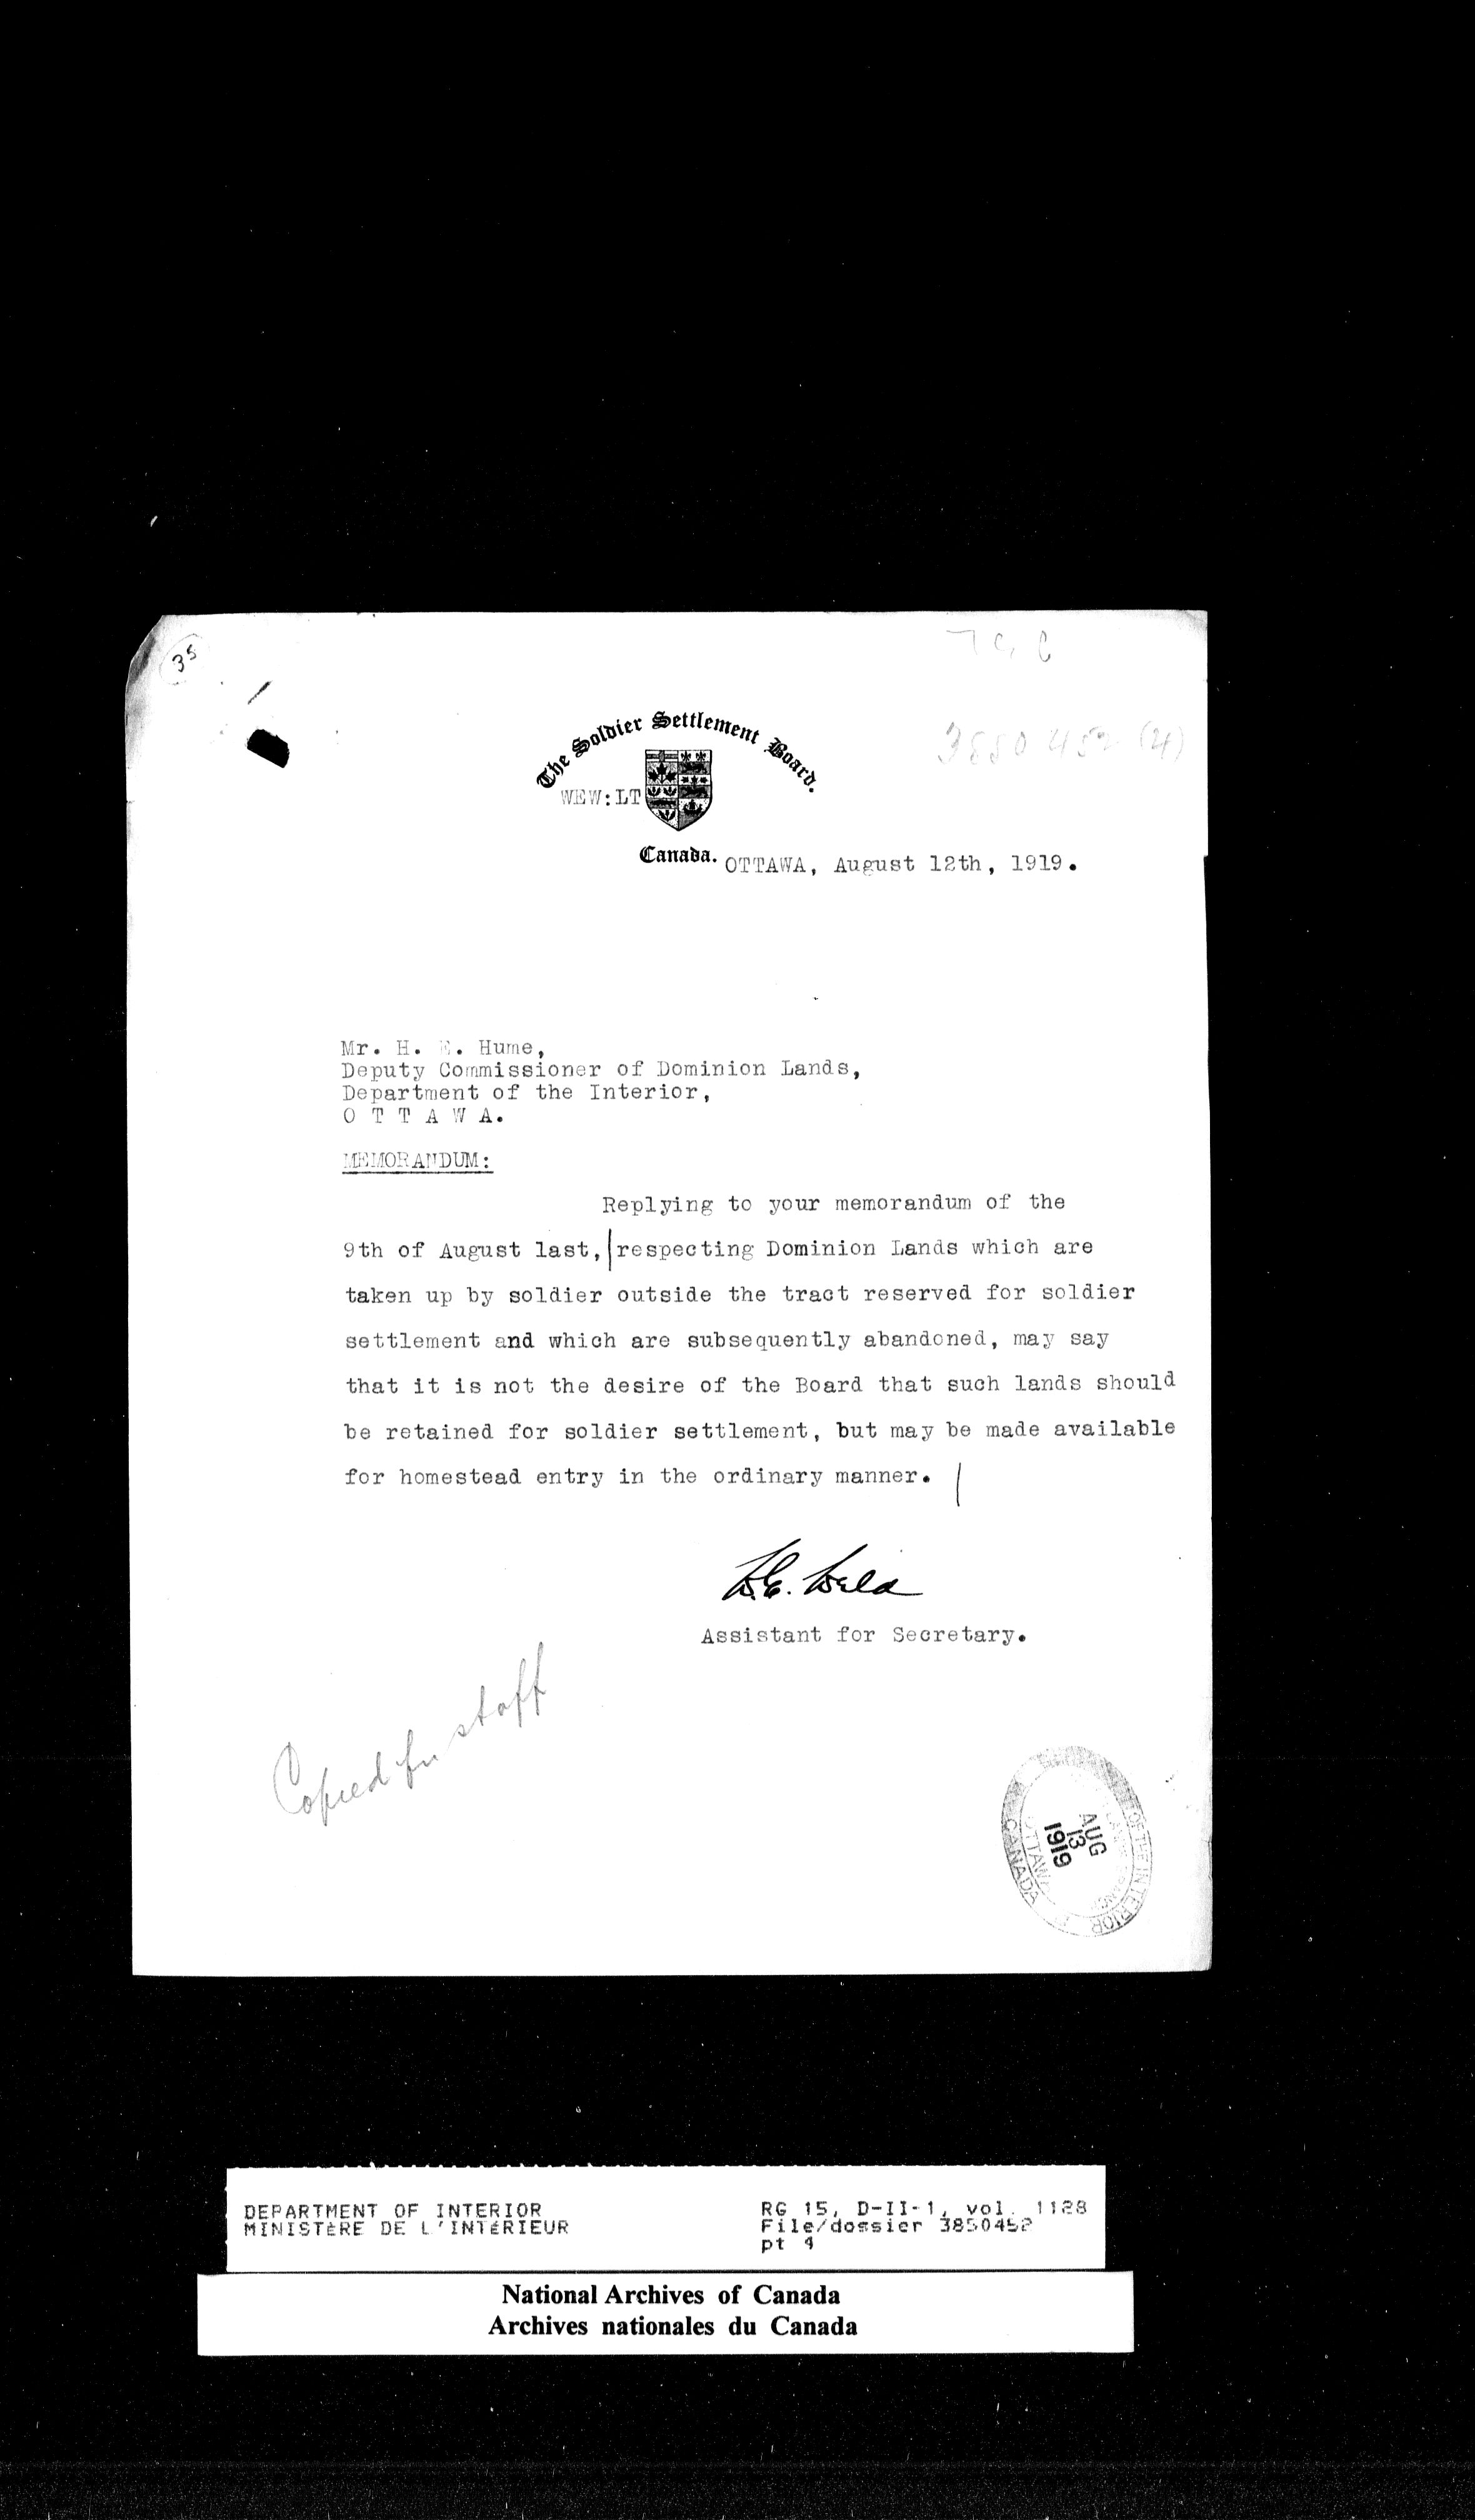 35
The Soldier Settlement Board.
WEW:LT
Canada. OTTAWA, August 12th, 1919.
Mr. H. E. Hume,
Deputy Commissioner of Dominion Lands,
Department of the Interior,
O T T A W A.
MEMORANDUM:
Replying to your memorandum of the
9th of August last, respecting Dominion Lands which are
taken up by soldier outside the tract reserved for soldier
settlement and which are subsequently abandoned, may say
that it is not the desire of the Board that such lands should
be retained for soldier settlement, but may be made available
for homestead entry in the ordinary manner.
Assistant for Secretary.
Copied for staff
OF THE INTERIOR
AUG
13
1919
OTTAWA
CANADA
DEPARTMENT OF INTERIOR
MINISTÈRE DE L'INTÉRIEUR
RG 15, D-II-1, vol. 1128
File/dossier 3850452
pt 4
National Archives of Canada
Archives nationales du Canada